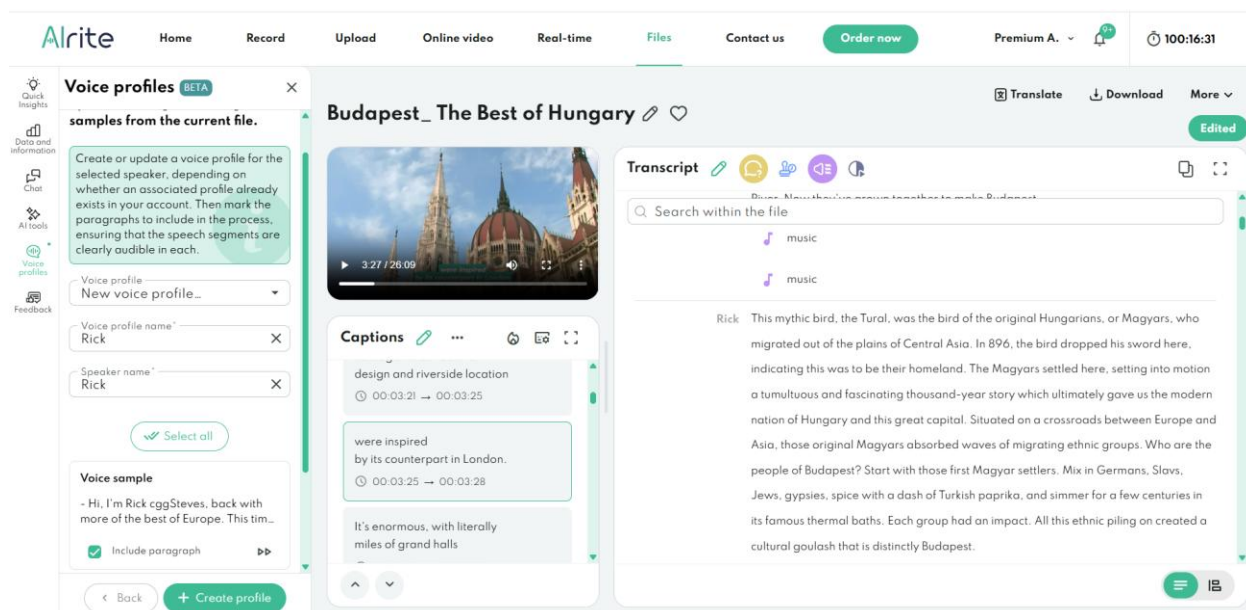 AIrite
Home
Record
Upload
Online video
Real-time
Files
Contact us
Order now
Premium A.
9+
100:16:31
Quick
Insights
Data and
information
Chat
AI tools
Voice
profiles
Feedback
Voice profiles BETA
samples from the current file.
Create or update a voice profile for the
selected speaker, depending on
whether an associated profile already
exists in your account. Then mark the
paragraphs to include in the process,
ensuring that the speech segments are
clearly audible in each.
Voice profile
New voice profile...
Voice profile name*
Rick
Speaker name*
Rick
Select all
Voice sample
- Hi, I'm Rick cggSteves, back with
more of the best of Europe. This tim...
Include paragraph
Back
+ Create profile
Budapest_ The Best of Hungary
Translate
Download
More
Edited
3:27 / 26:09
Captions
design and riverside location
00:03:21 → 00:03:25
were inspired
by its counterpart in London.
00:03:25 → 00:03:28
It's enormous, with literally
miles of grand halls
Transcript
River. Now they've grown together to make Budapest.
Search within the file
music
music
Rick This mythic bird, the Tural, was the bird of the original Hungarians, or Magyars, who
migrated out of the plains of Central Asia. In 896, the bird dropped his sword here,
indicating this was to be their homeland. The Magyars settled here, setting into motion
a tumultuous and fascinating thousand-year story which ultimately gave us the modern
nation of Hungary and this great capital. Situated on a crossroads between Europe and
Asia, those original Magyars absorbed waves of migrating ethnic groups. Who are the
people of Budapest? Start with those first Magyar settlers. Mix in Germans, Slavs,
Jews, gypsies, spice with a dash of Turkish paprika, and simmer for a few centuries in
its famous thermal baths. Each group had an impact. All this ethnic piling on created a
cultural goulash that is distinctly Budapest.